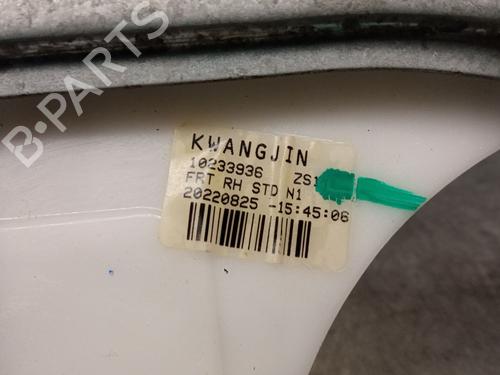 B-PARTS
KWANGJIN
10233936 ZS1
FRT RH STD N1
20220825 -15:45:06